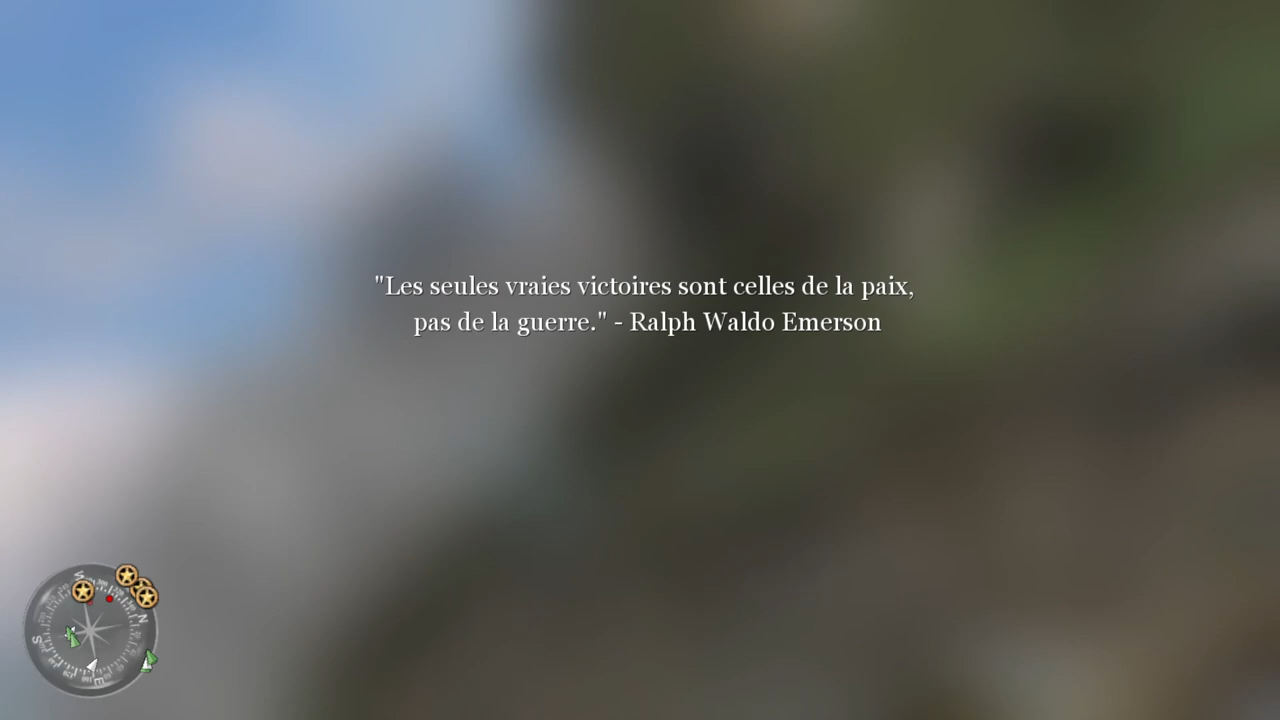 "Les seules vraies victoires sont celles de la paix,
pas de la guerre." - Ralph Waldo Emerson